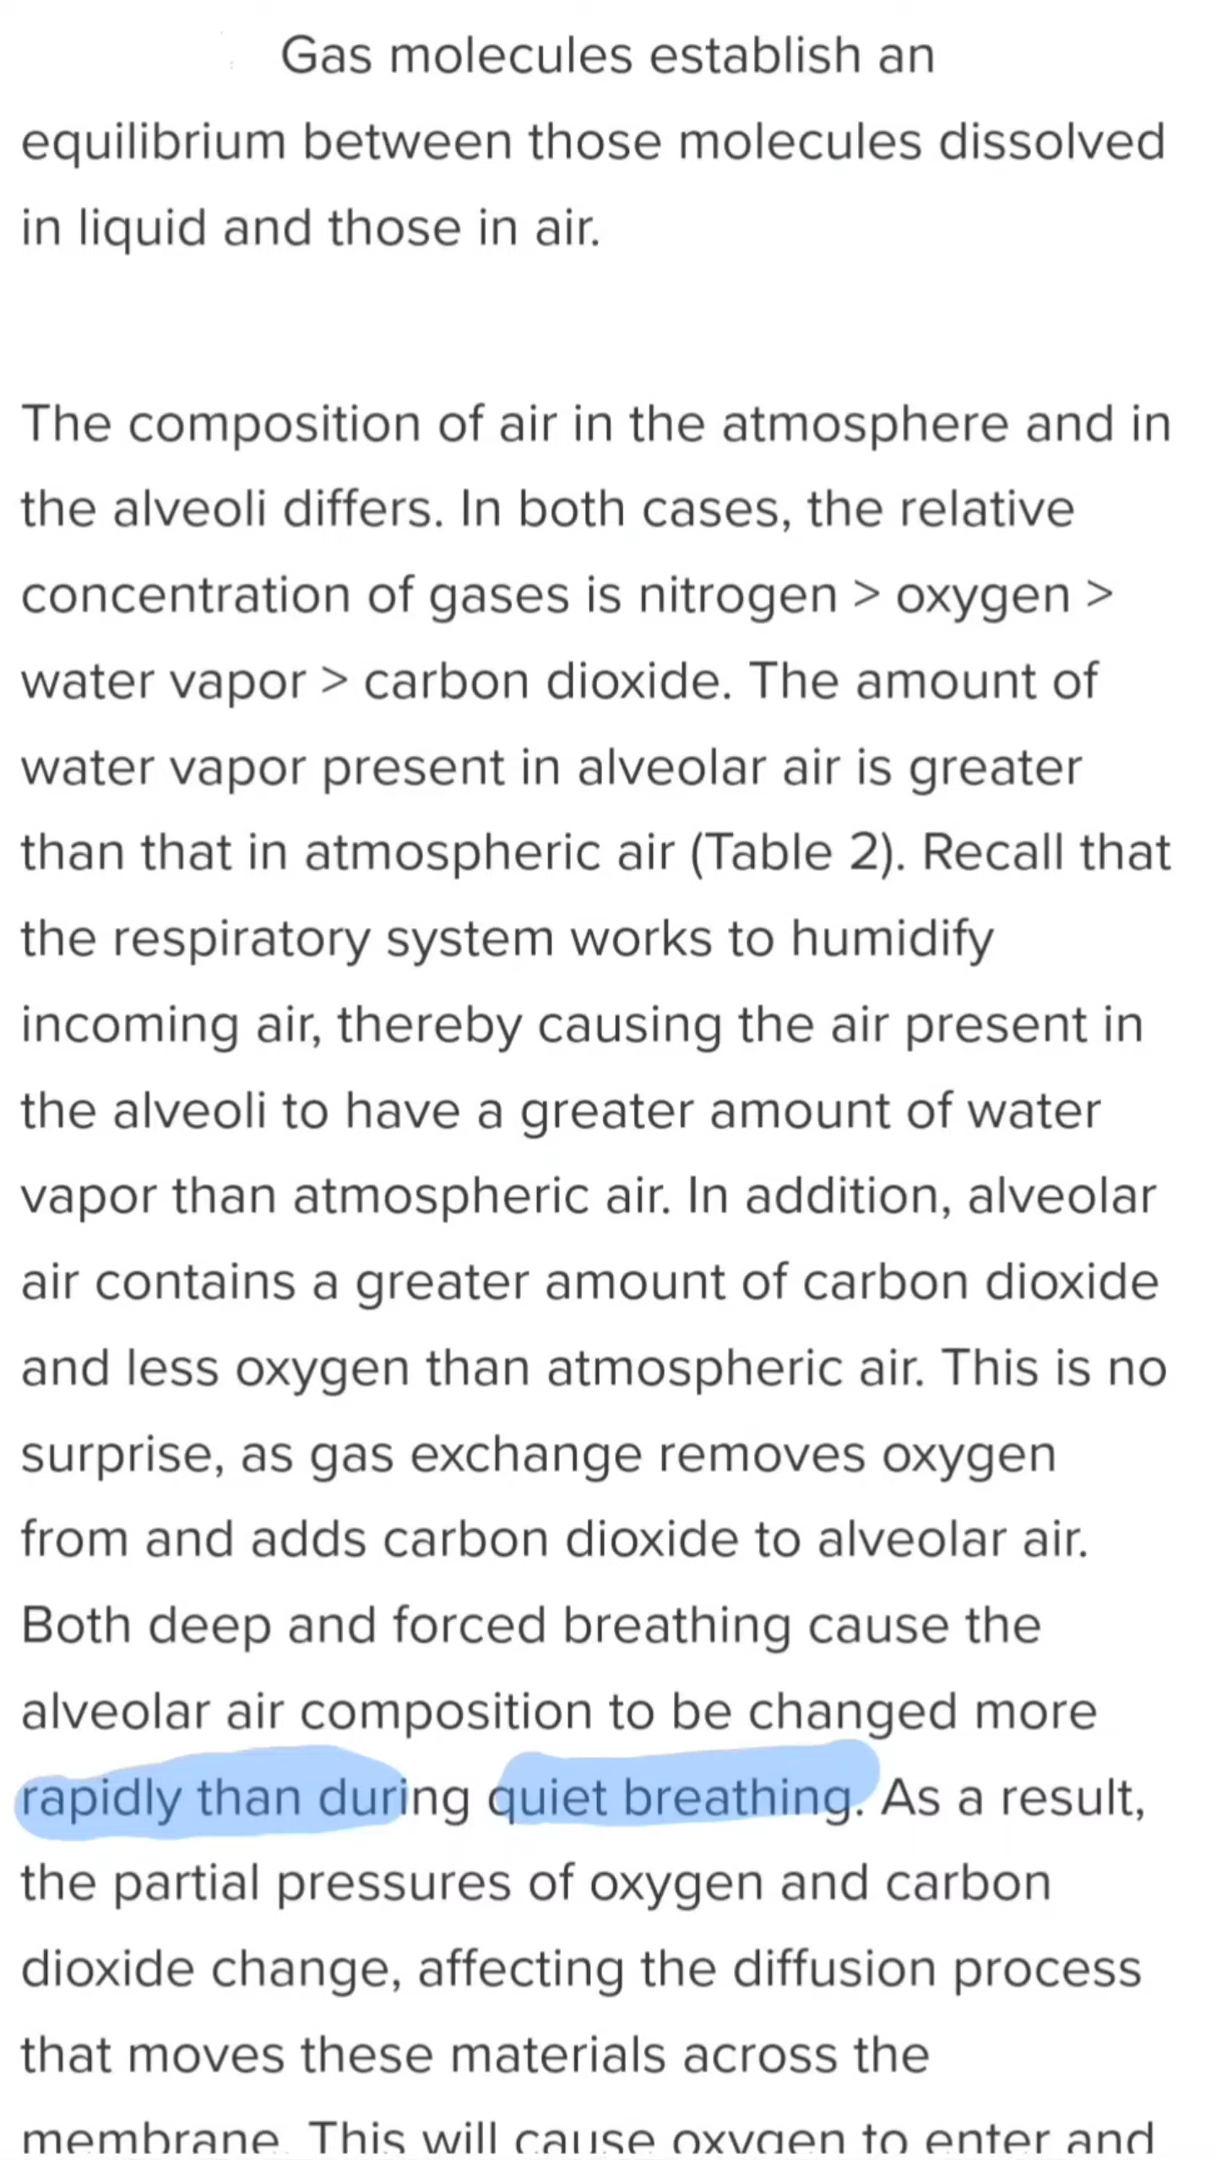 Gas molecules establish an
equilibrium between those molecules dissolved
in liquid and those in air.
The composition of air in the atmosphere and in
the alveoli differs. In both cases, the relative
concentration of gases is nitrogen > oxygen >
water vapor > carbon dioxide. The amount of
water vapor present in alveolar air is greater
than that in atmospheric air (Table 2). Recall that
the respiratory system works to humidify
incoming air, thereby causing the air present in
the alveoli to have a greater amount of water
vapor than atmospheric air. In addition, alveolar
air contains a greater amount of carbon dioxide
and less oxygen than atmospheric air. This is no
surprise, as gas exchange removes oxygen
from and adds carbon dioxide to alveolar air.
Both deep and forced breathing cause the
alveolar air composition to be changed more
rapidly than during quiet breathing. As a result,
the partial pressures of oxygen and carbon
dioxide change, affecting the diffusion process
that moves these materials across the
membrane. This will cause oxygen to enter and